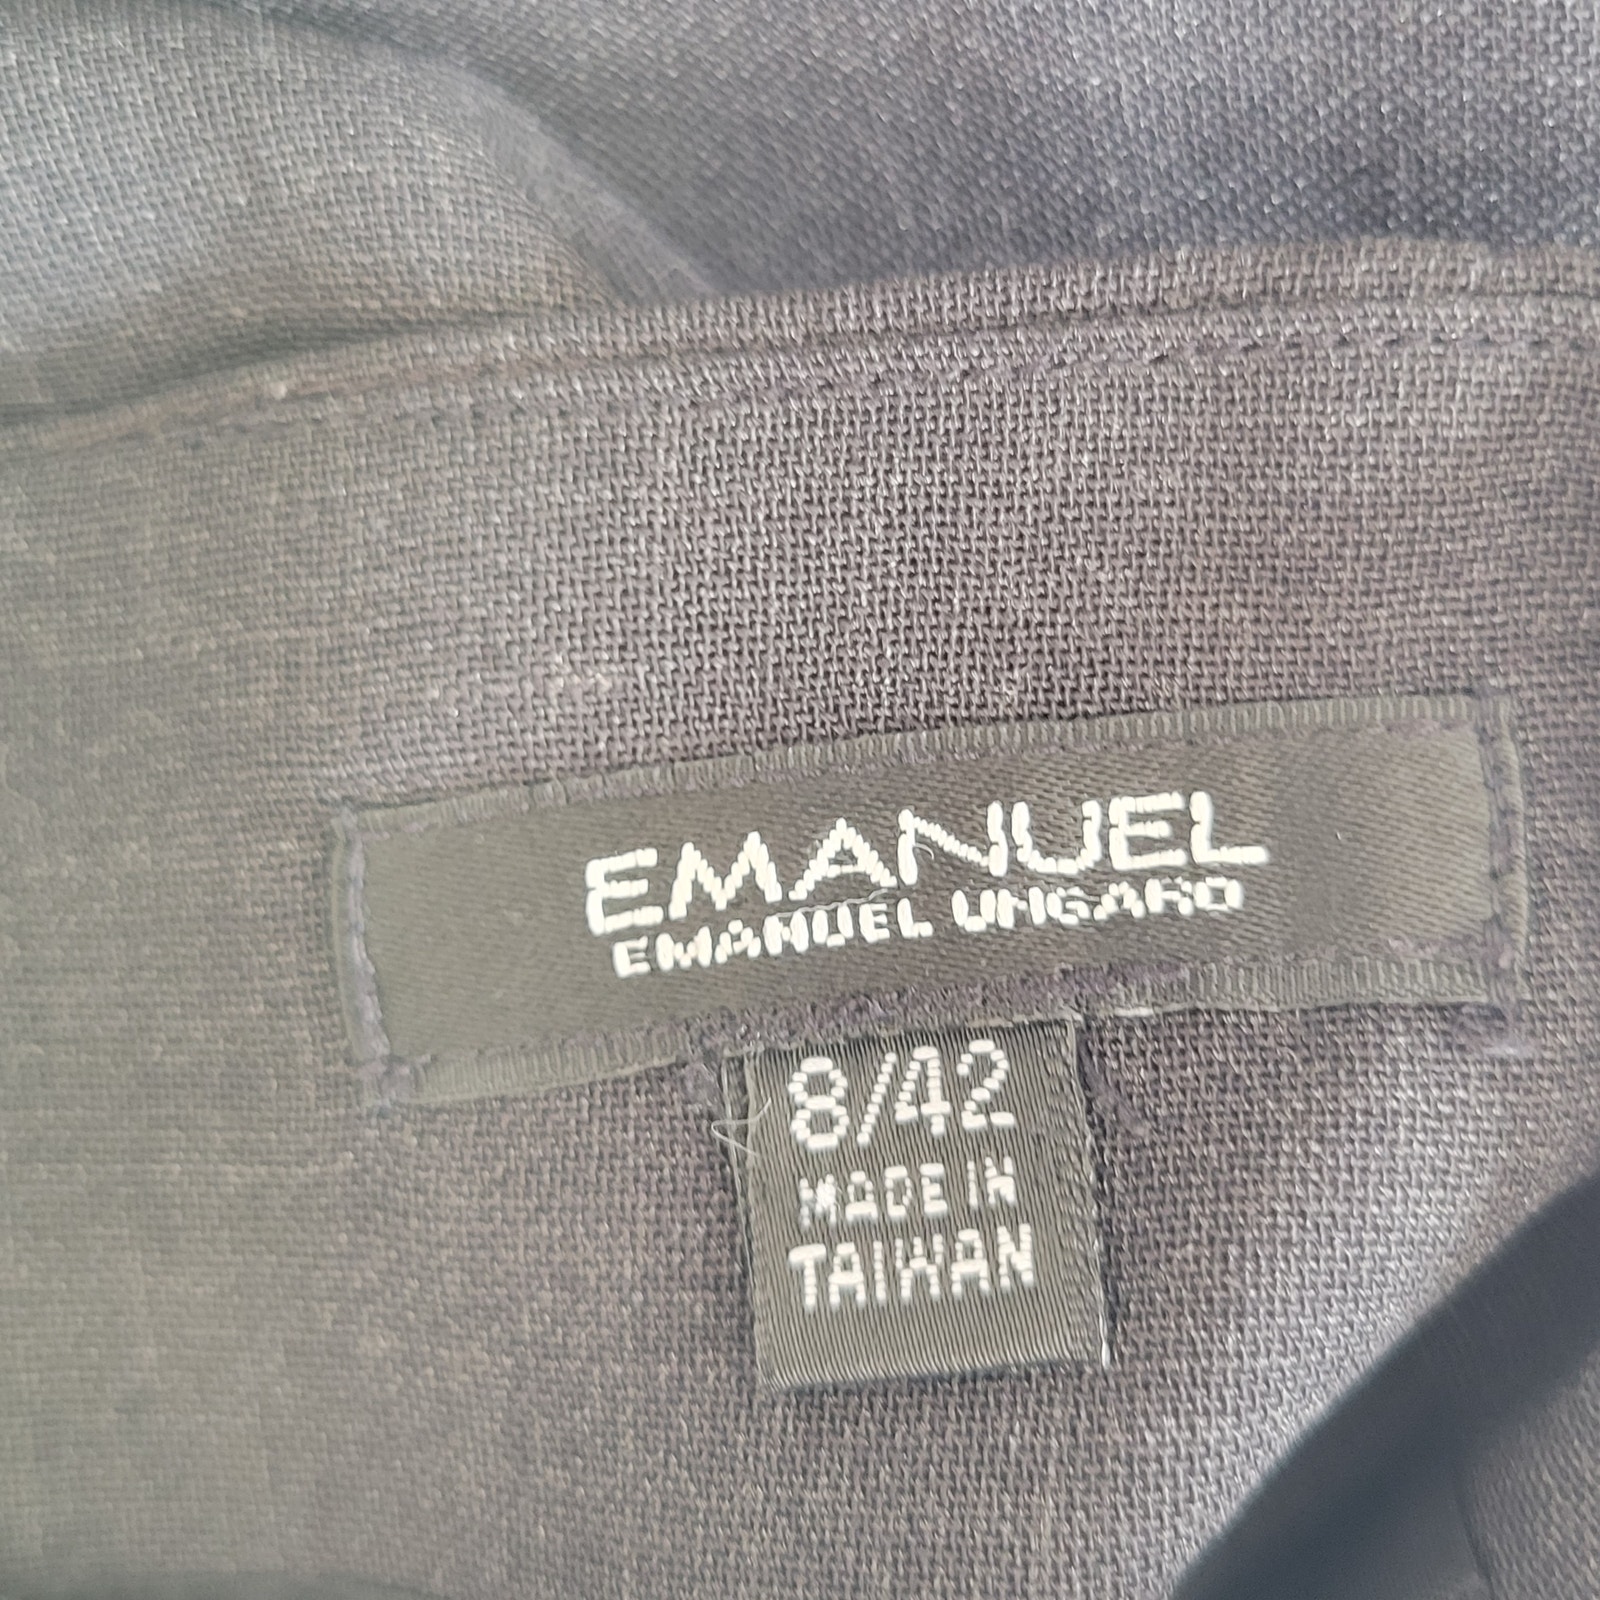 EMANUEL
EMANUEL UNGARO
8/42
MADE IN
TAIWAN